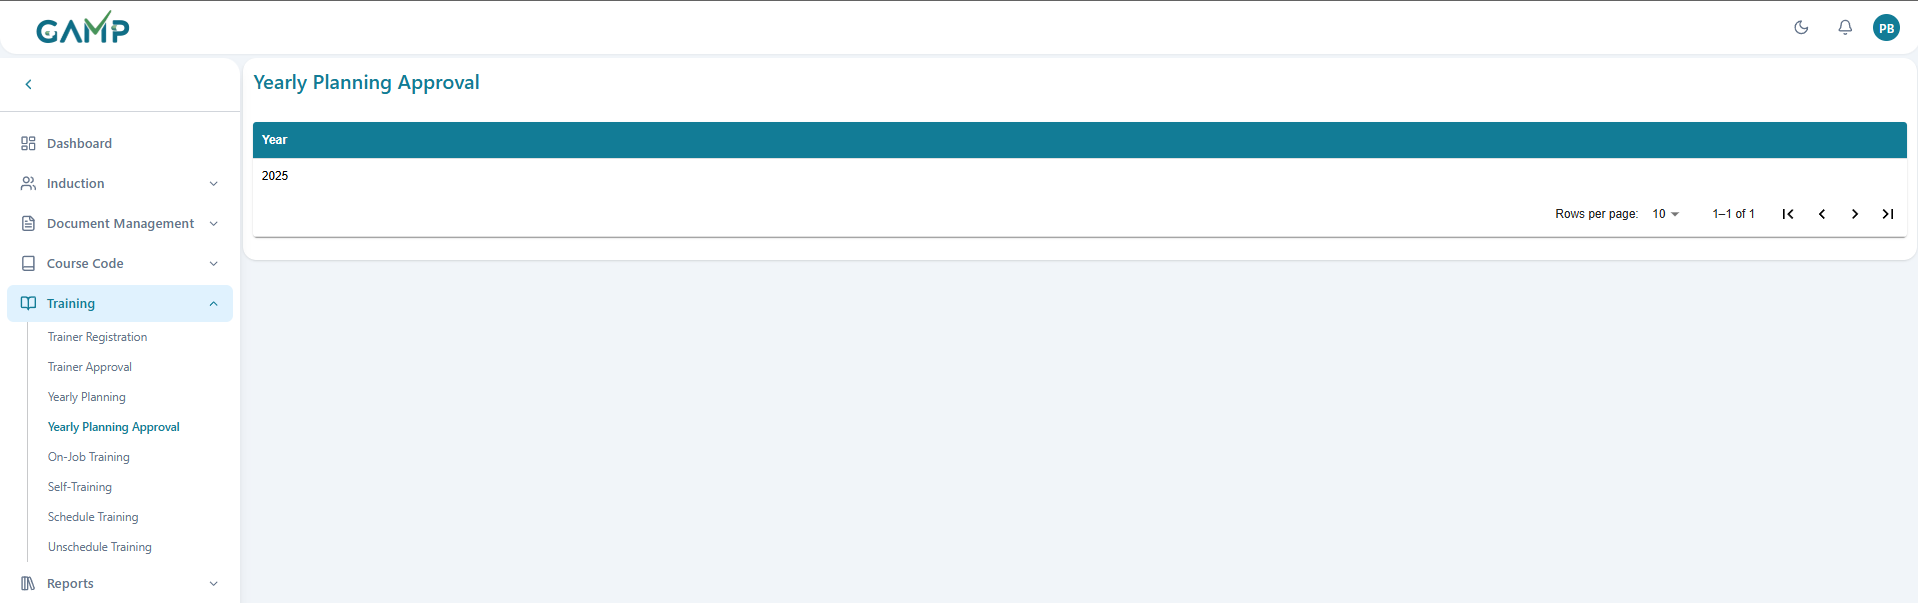 GAMP
PB
Yearly Planning Approval
Year
2025
Rows per page: 10 1–1 of 1
Dashboard
Induction
Document Management
Course Code
Training
Trainer Registration
Trainer Approval
Yearly Planning
Yearly Planning Approval
On-Job Training
Self-Training
Schedule Training
Unschedule Training
Reports